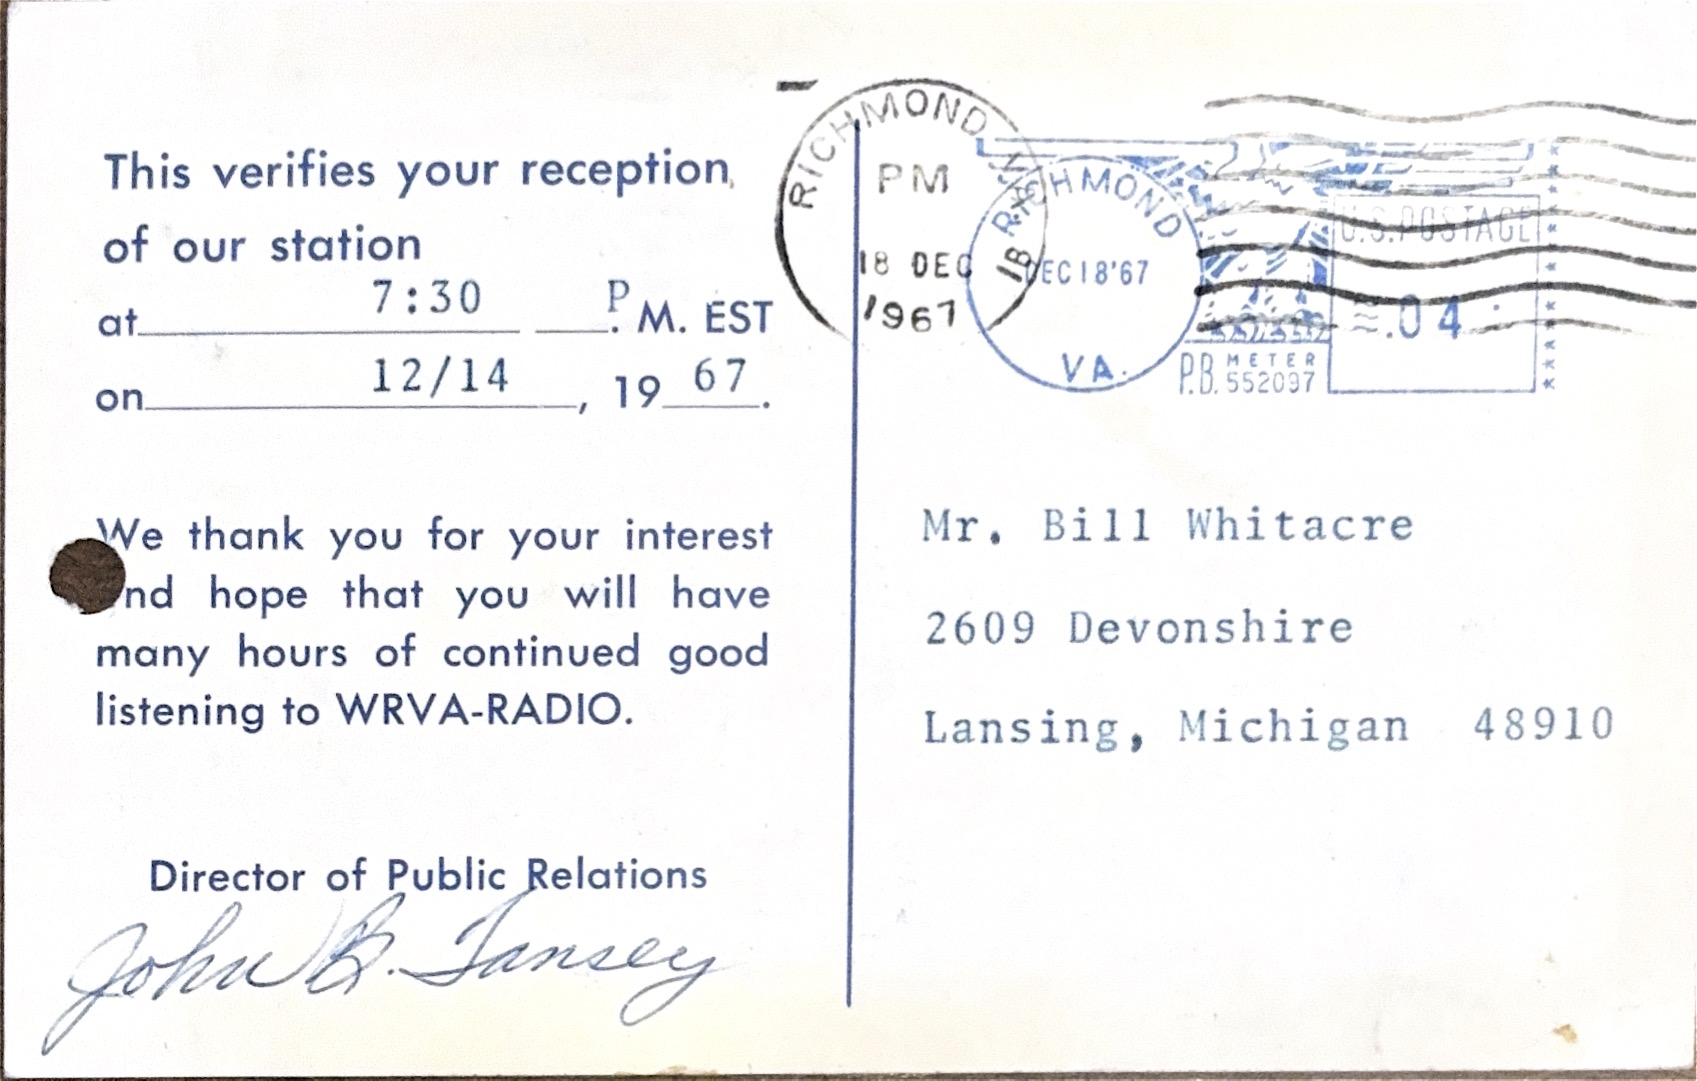 This verifies your reception
of our station
at 7:30 P. M. EST
on 12/14, 19 67.
We thank you for your interest
nd hope that you will have
many hours of continued good
listening to WRVA-RADIO.
Director of Public Relations
John B. Tansey
RICHMOND VA.
PM
18 DEC
1967
RICHMOND
DEC 18 '67
VA.
P.B. METER
552097
U.S. POSTAGE
.04
Mr. Bill Whitacre
2609 Devonshire
Lansing, Michigan 48910